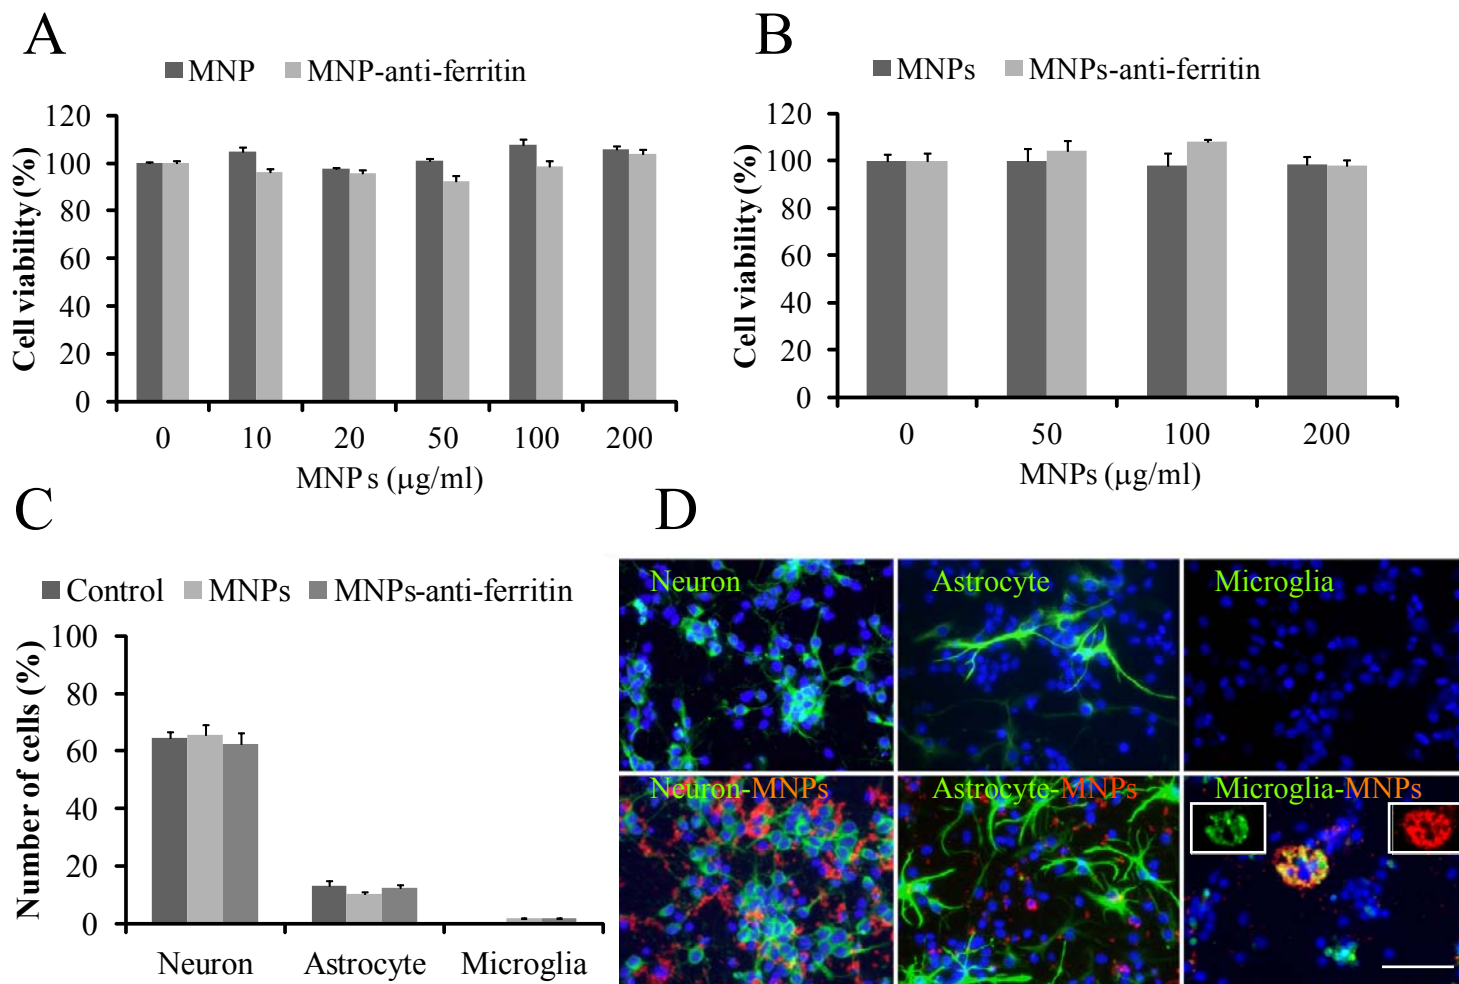 A
MNP MNP-anti-ferritin
Cell viability (%)
120
100
80
60
40
20
0
0 10 20 50 100 200
MNPs (μg/ml)
B
MNPs MNPs-anti-ferritin
Cell viability (%)
120
100
80
60
40
20
0
0 50 100 200
MNPs (μg/ml)
C
Control MNPs MNPs-anti-ferritin
Number of cells (%)
100
80
60
40
20
0
Neuron Astrocyte Microglia
D
Neuron Astrocyte Microglia
Neuron-MNPs Astrocyte-MNPs Microglia-MNPs